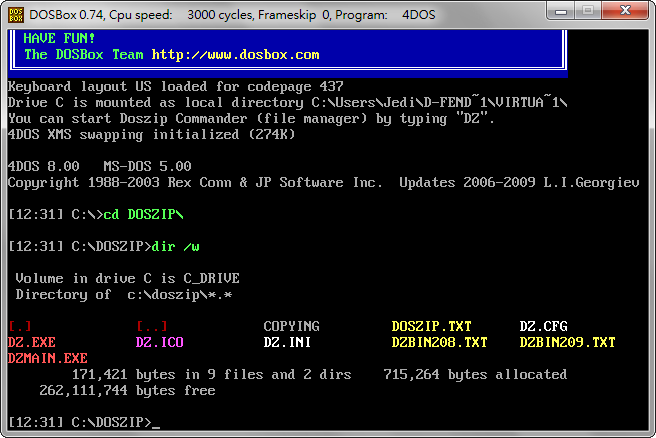 DOS
BOX
DOSBox 0.74, Cpu speed:    3000 cycles, Frameskip  0, Program:    4DOS
HAVE FUN!
The DOSBox Team http://www.dosbox.com
Keyboard layout US loaded for codepage 437
Drive C is mounted as local directory C:\Users\Jedi\D-FEND~1\VIRTUA~1\
You can start Doszip Commander (file manager) by typing "DZ".
4DOS XMS swapping initialized (274K)
4DOS 8.00   MS-DOS 5.00
Copyright 1988-2003 Rex Conn & JP Software Inc.  Updates 2006-2009 L.I.Georgiev
[12:31] C:\>cd DOSZIP\
[12:31] C:\DOSZIP>dir /w
Volume in drive C is C_DRIVE
Directory of  c:\doszip\*.*
[.]             [..]            COPYING         DOSZIP.TXT      DZ.CFG
DZ.EXE          DZ.ICO          DZ.INI          DZBIN208.TXT    DZBIN209.TXT
DZMAIN.EXE
171,421 bytes in 9 files and 2 dirs    715,264 bytes allocated
262,111,744 bytes free
[12:31] C:\DOSZIP>_